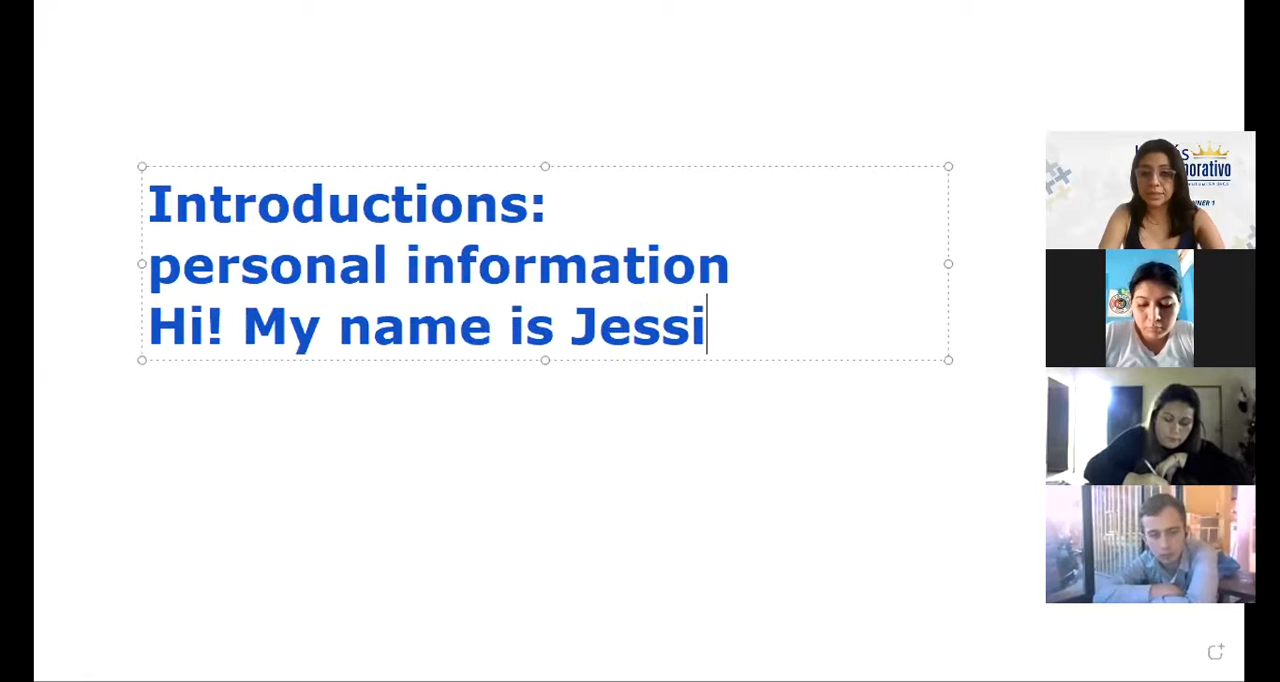 Introductions:
personal information
Hi! My name is Jessi